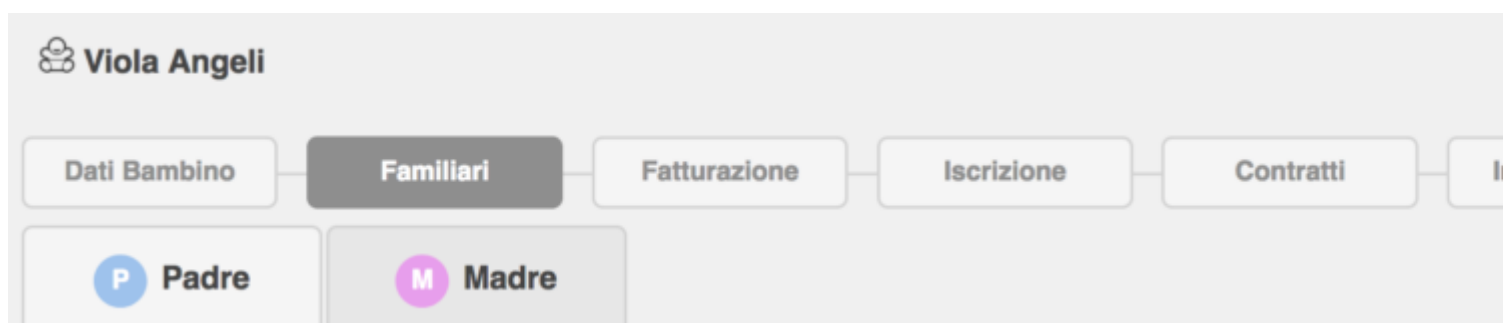 Viola Angeli
Dati Bambino Familiari Fatturazione Iscrizione Contratti
P Padre M Madre